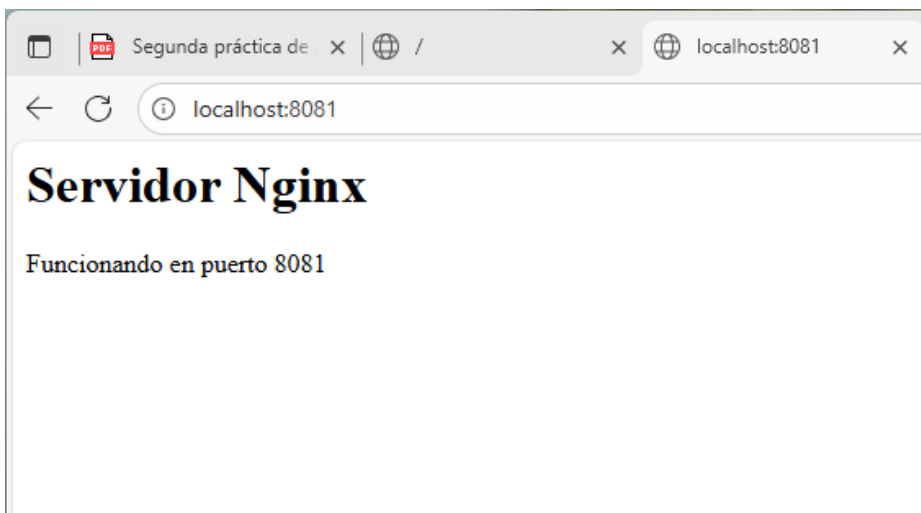 PDF
Segunda práctica de
/
localhost:8081
localhost:8081
Servidor Nginx
Funcionando en puerto 8081